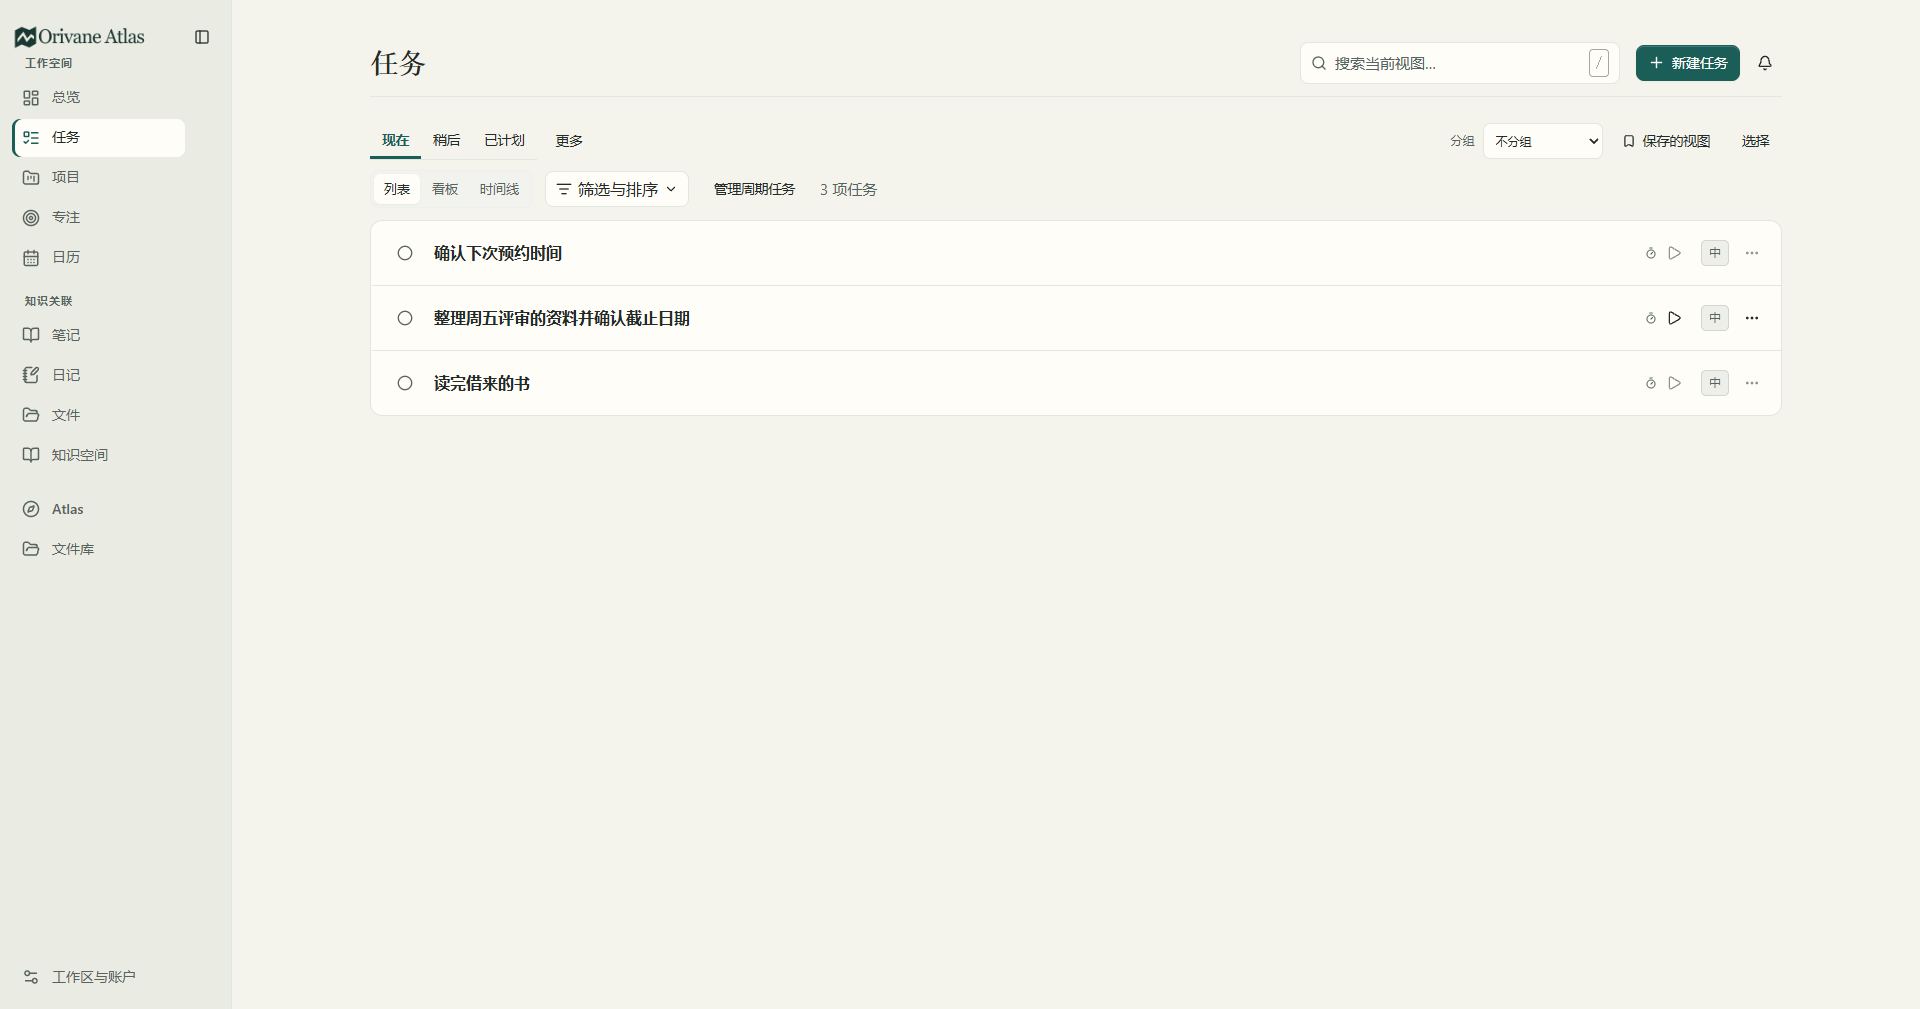 Orivane Atlas
工作空间
总览
任务
项目
专注
日历
知识关联
笔记
日记
文件
知识空间
Atlas
文件库
工作区与账户
任务
搜索当前视图... /
新建任务
现在 稍后 已计划 更多
分组 不分组 保存的视图 选择
列表 看板 时间线 筛选与排序 管理周期任务 3 项任务
确认下次预约时间 中
整理周五评审的资料并确认截止日期 中
读完借来的书 中